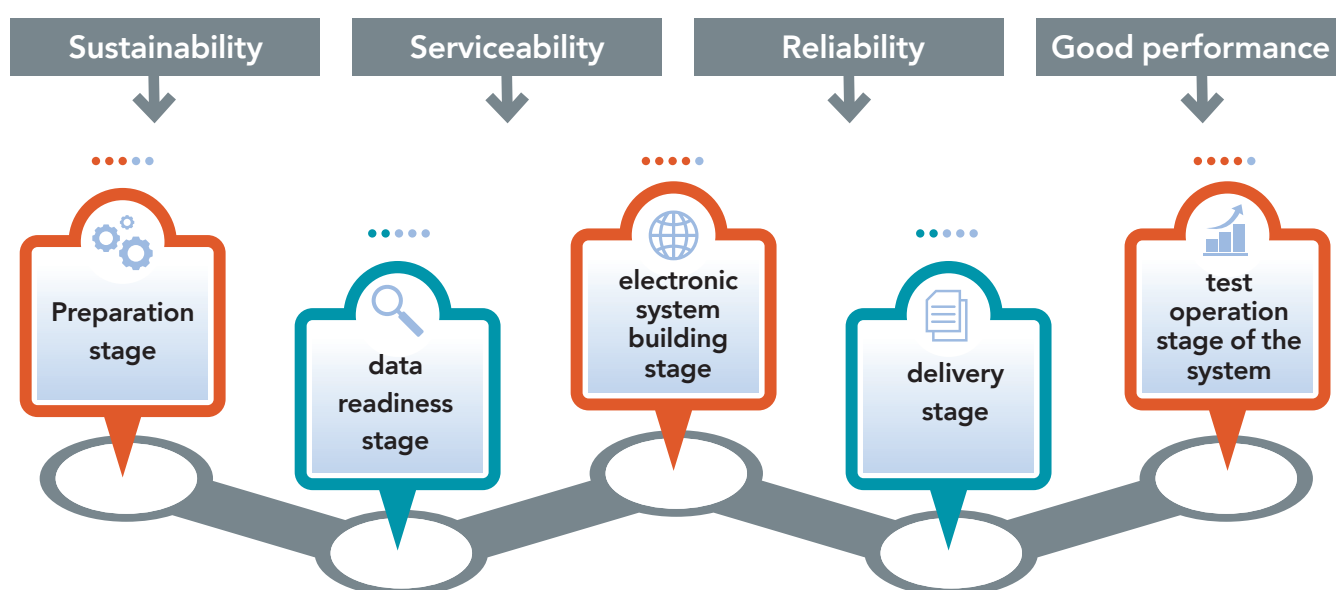 Sustainability
Serviceability
Reliability
Good performance
Preparation
stage
data
readiness
stage
electronic
system
building
stage
delivery
stage
test
operation
stage of the
system